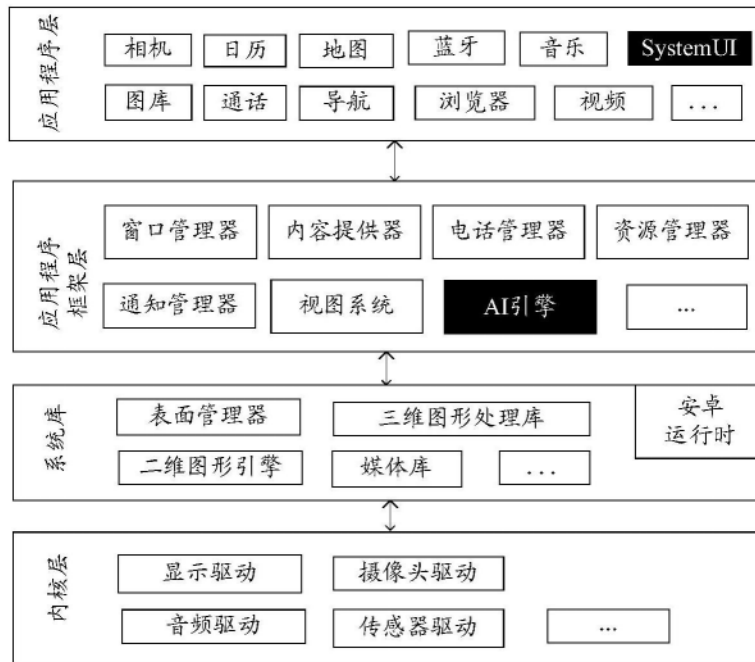 应用程序层
相机 日历 地图 蓝牙 音乐 SystemUI
图库 通话 导航 浏览器 视频 ...
应用程序
框架层
窗口管理器 内容提供器 电话管理器 资源管理器
通知管理器 视图系统 AI引擎 ...
系统库
表面管理器 三维图形处理库
安卓
运行时
二维图形引擎 媒体库 ...
内核层
显示驱动 摄像头驱动
音频驱动 传感器驱动 ...